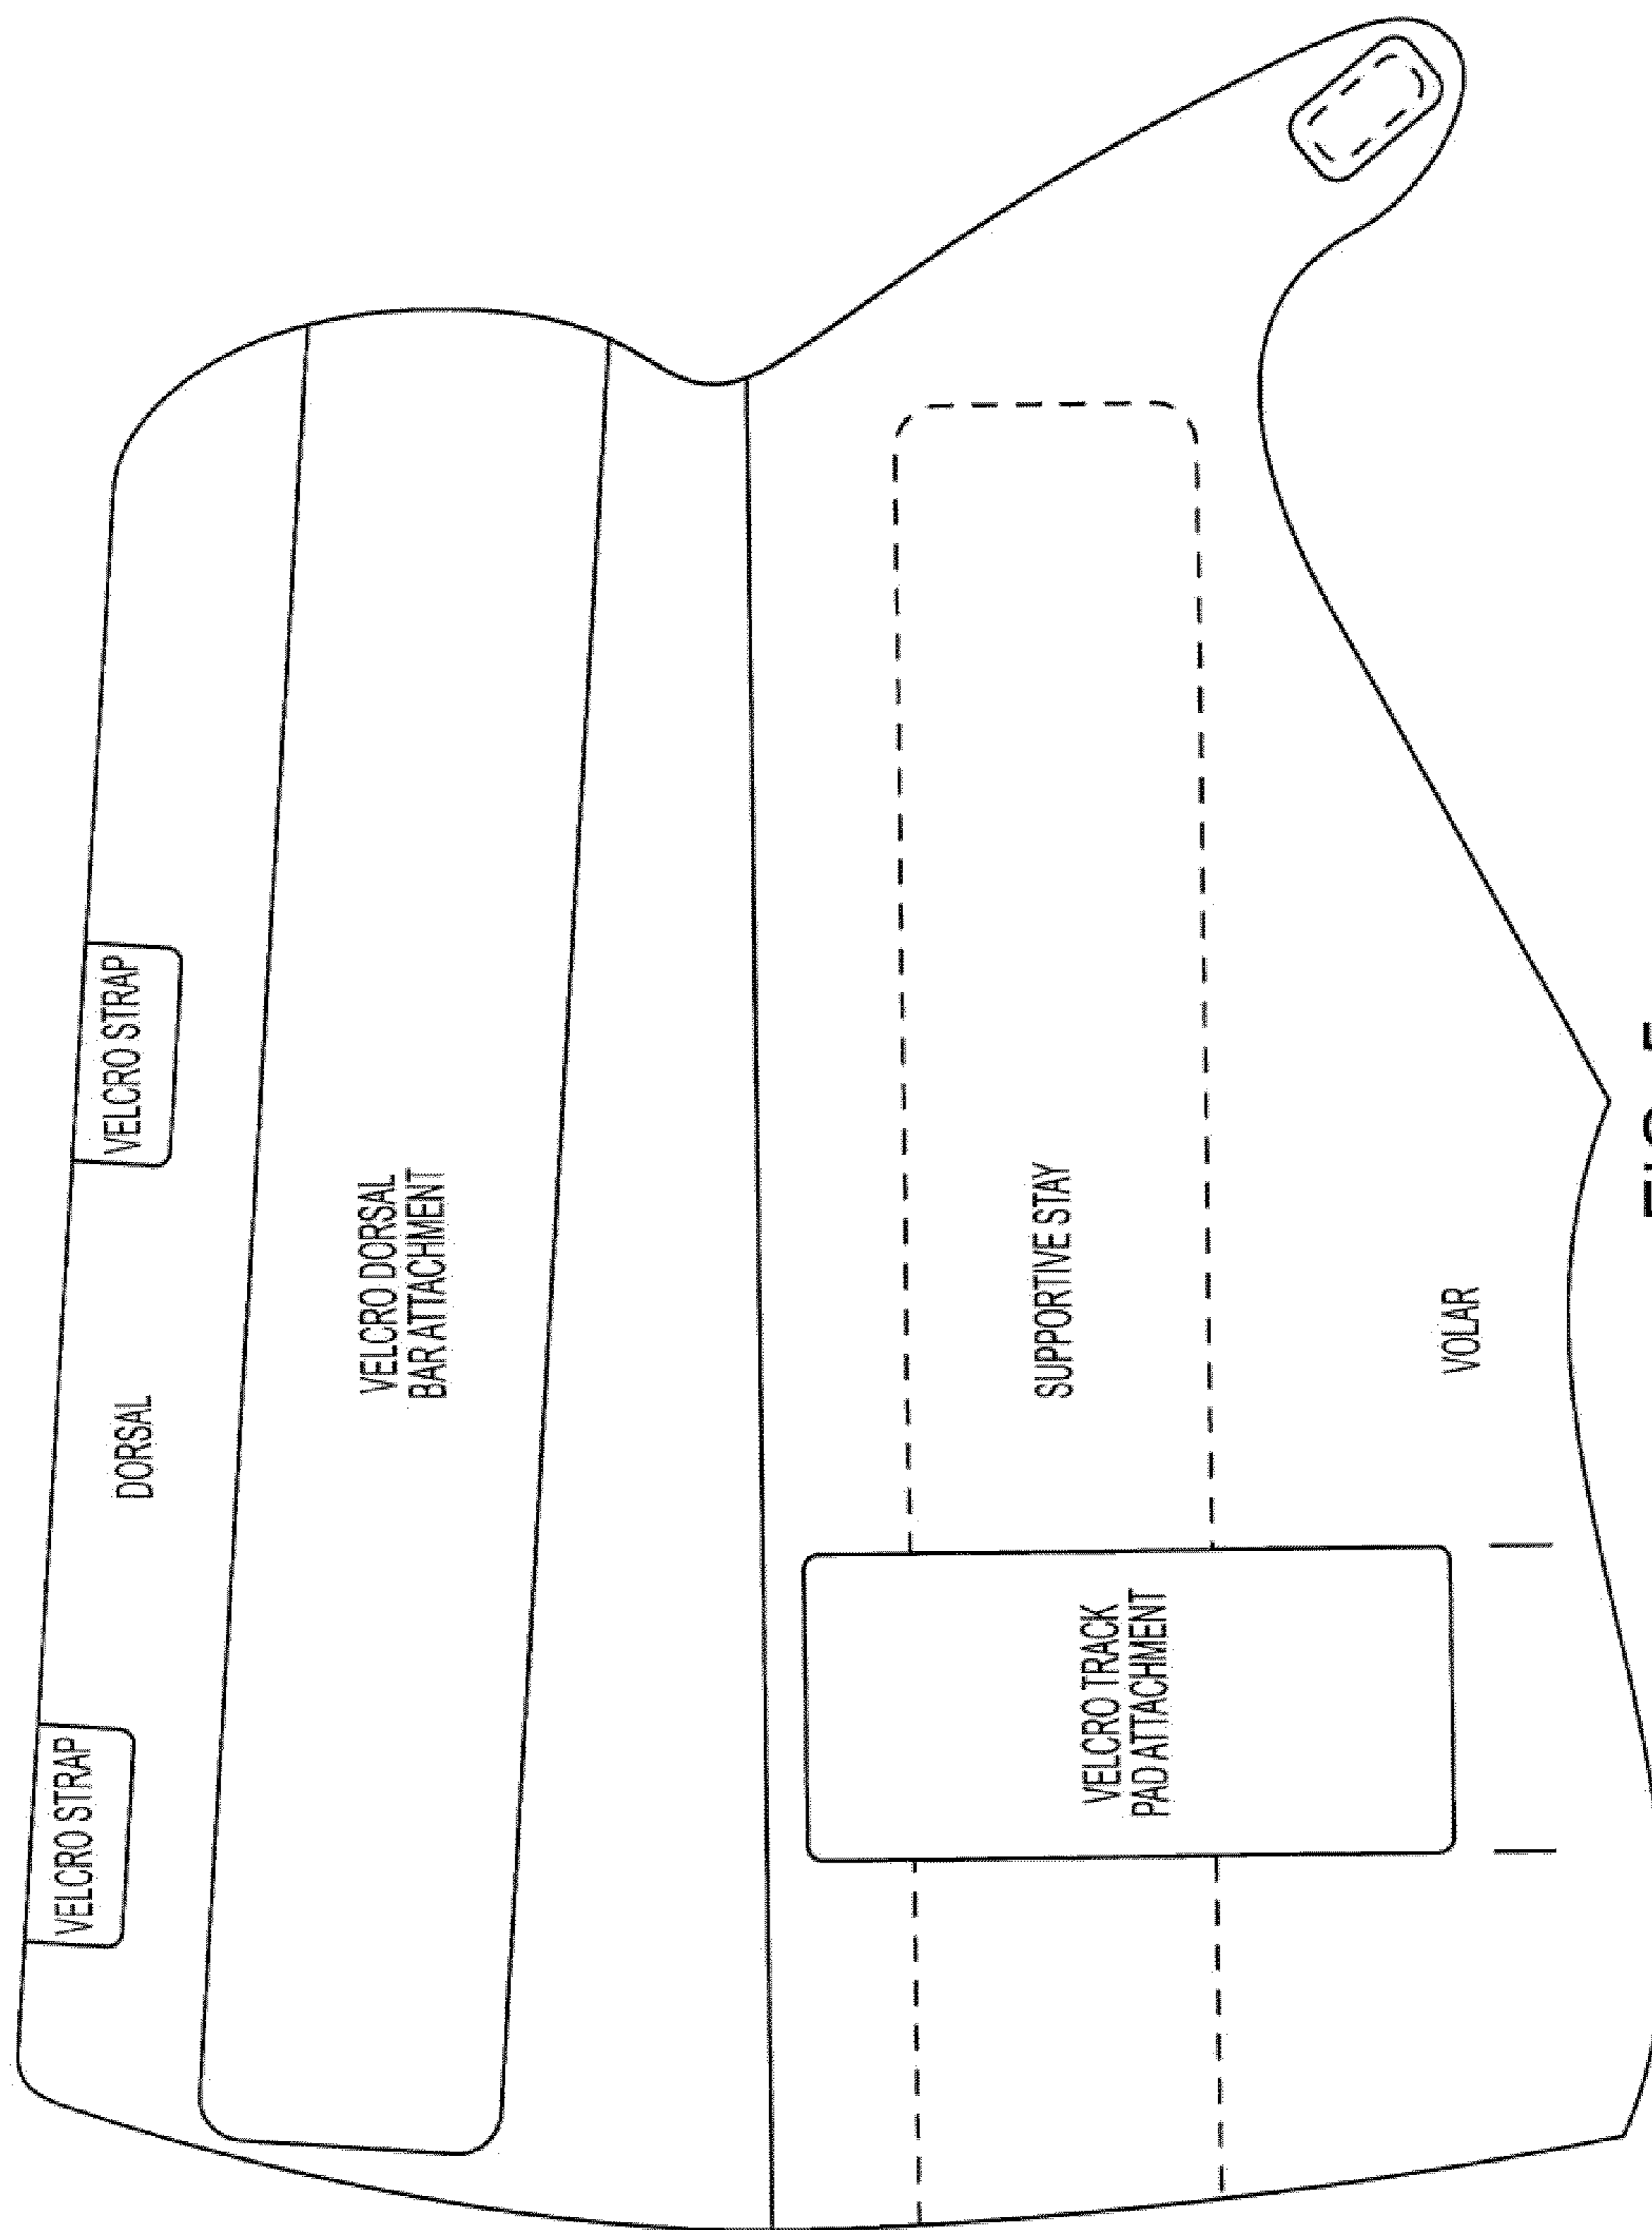 VELCRO STRAP
VELCRO STRAP
DORSAL
VELCRO DORSAL
BAR ATTACHMENT
SUPPORTIVE STAY
VELCRO TRACK
PAD ATTACHMENT
VOLAR